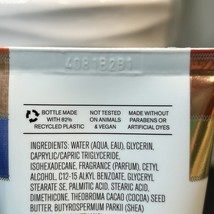 4081B2B1
BOTTLE MADE
WITH 62%
RECYCLED PLASTIC
NOT TESTED
ON ANIMALS
& VEGAN
MADE WITHOUT
PARABENS OR
ARTIFICIAL DYES
INGREDIENTS: WATER (AQUA, EAU), GLYCERIN,
CAPRYLIC/CAPRIC TRIGLYCERIDE,
ISOHEXADECANE, FRAGRANCE (PARFUM), CETYL
ALCOHOL, C12-15 ALKYL BENZOATE, GLYCERYL
STEARATE SE, PALMITIC ACID, STEARIC ACID,
DIMETHICONE, THEOBROMA CACAO (COCOA) SEED
BUTTER, BUTYROSPERMUM PARKII (SHEA)